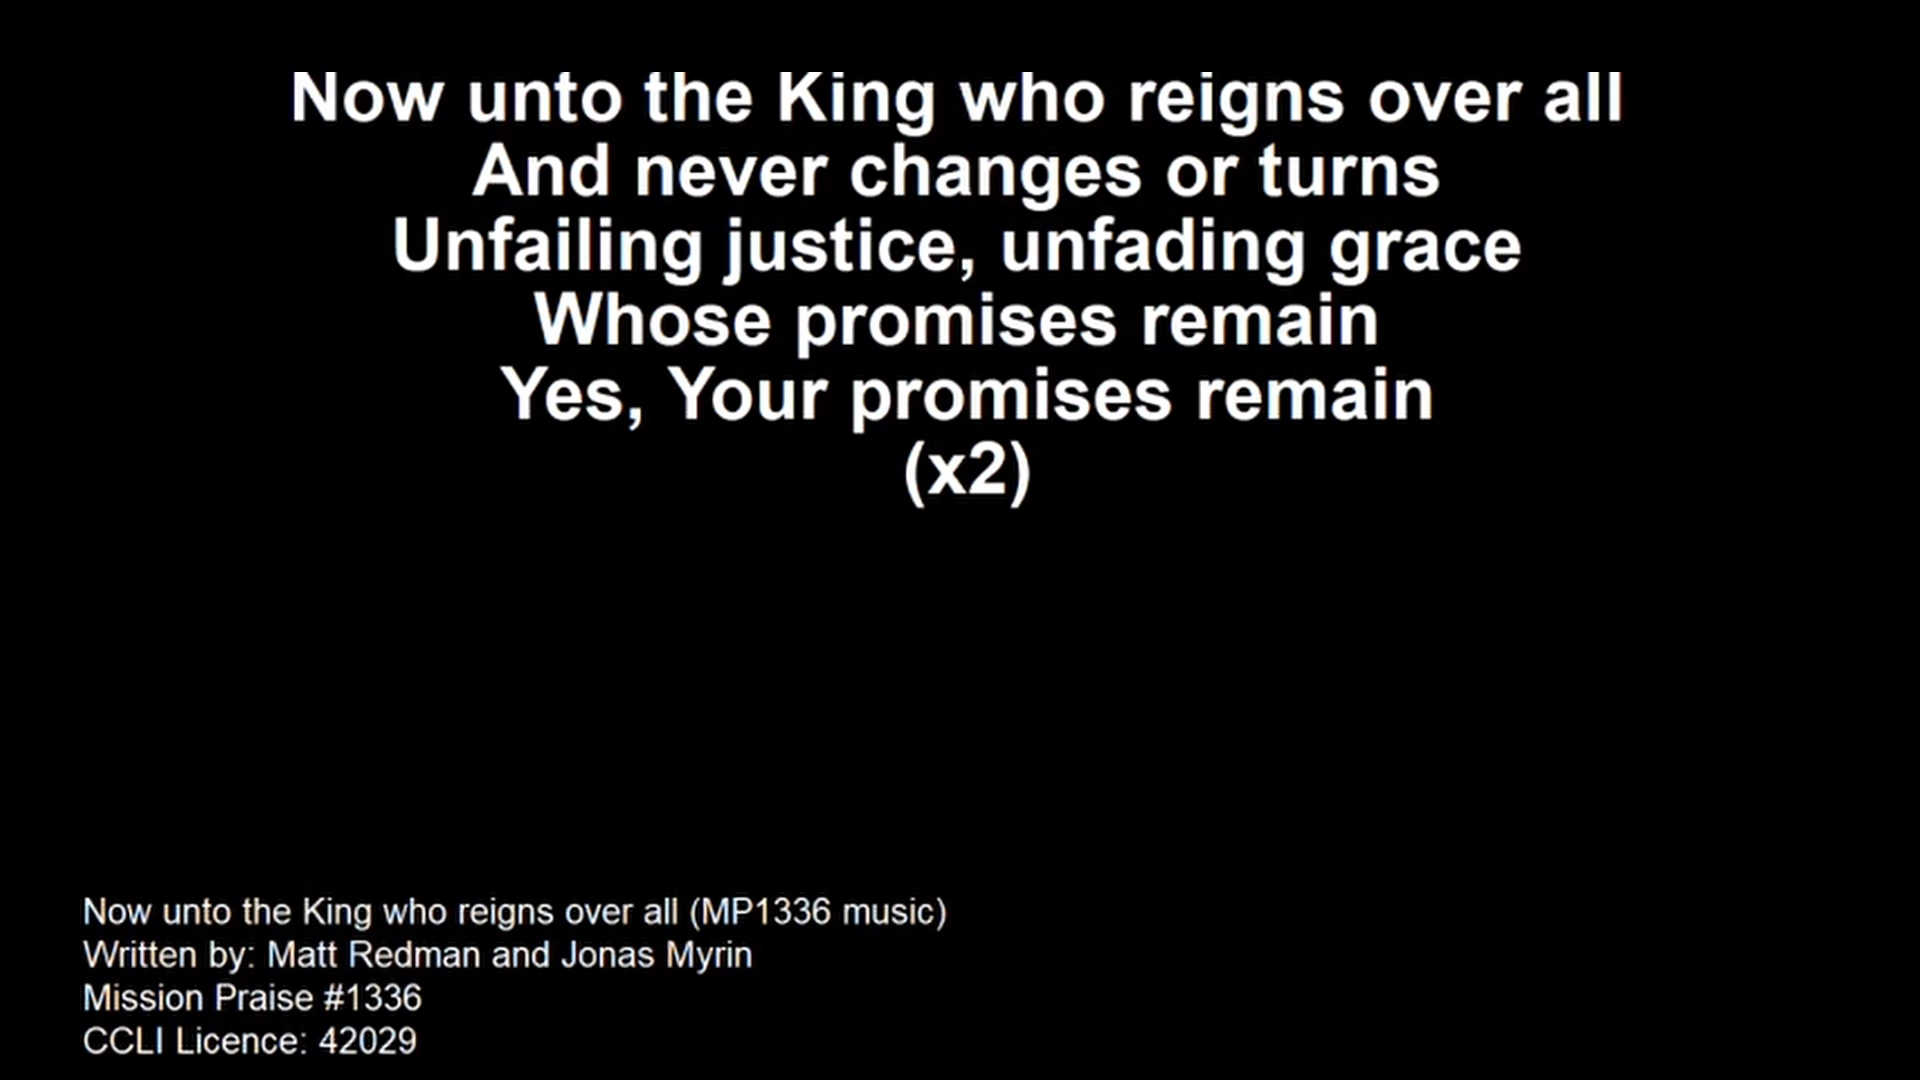 Now unto the King who reigns over all
And never changes or turns
Unfailing justice, unfading grace
Whose promises remain
Yes, Your promises remain
(x2)
Now unto the King who reigns over all (MP1336 music)
Written by: Matt Redman and Jonas Myrin
Mission Praise #1336
CCLI Licence: 42029